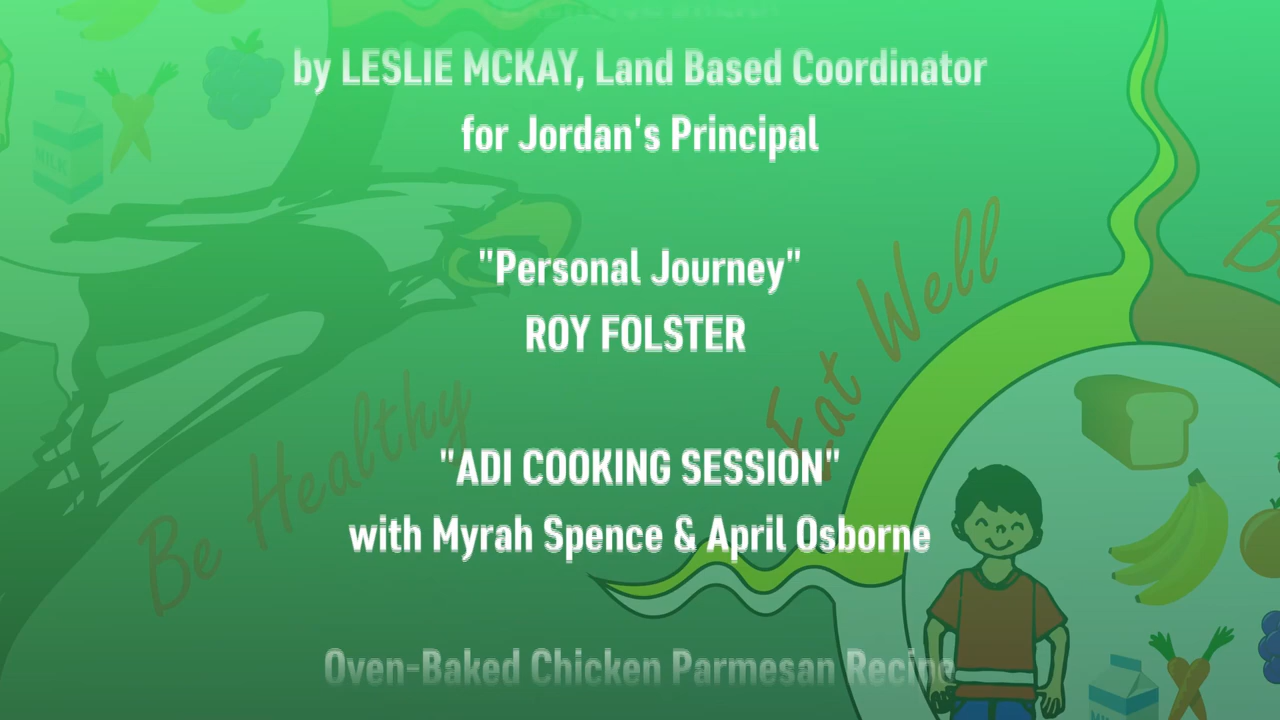 by LESLIE MCKAY, Land Based Coordinator
for Jordan's Principal
"Personal Journey"
ROY FOLSTER
Eat Well
Be Healthy
"ADI COOKING SESSION"
with Myrah Spence & April Osborne
Oven-Baked Chicken Parmesan Recipe
MILK